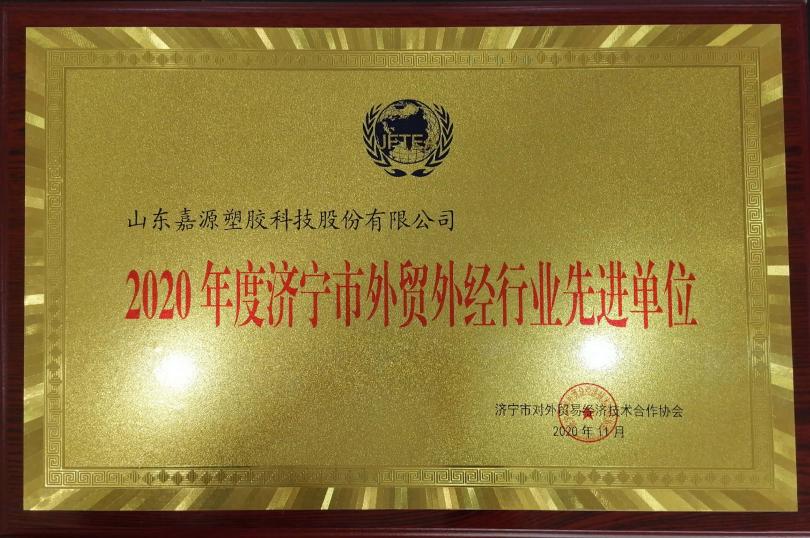 JFTE
山东嘉源塑胶科技股份有限公司
2020年度济宁市外贸外经行业先进单位
济宁市对外贸易经济技术合作协会
2020年11月